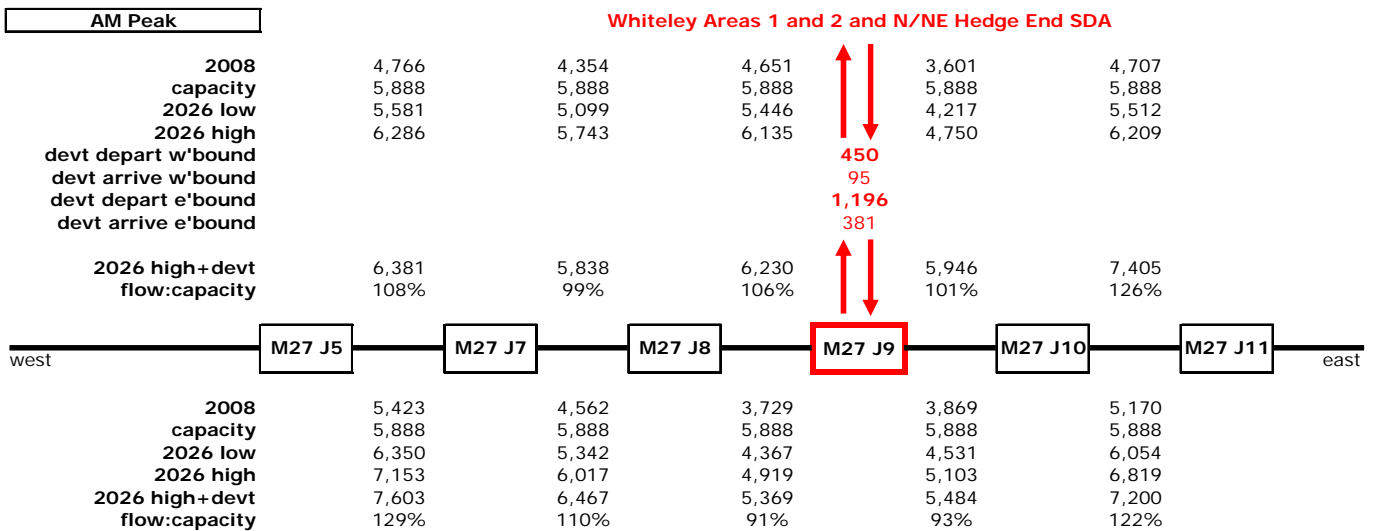 AM Peak
Whiteley Areas 1 and 2 and N/NE Hedge End SDA
2008 4,766 4,354 4,651 3,601 4,707
capacity 5,888 5,888 5,888 5,888 5,888
2026 low 5,581 5,099 5,446 4,217 5,512
2026 high 6,286 5,743 6,135 4,750 6,209
devt depart w'bound 450
devt arrive w'bound 95
devt depart e'bound 1,196
devt arrive e'bound 381
2026 high+devt 6,381 5,838 6,230 5,946 7,405
flow:capacity 108% 99% 106% 101% 126%
west M27 J5 M27 J7 M27 J8 M27 J9 M27 J10 M27 J11 east
2008 5,423 4,562 3,729 3,869 5,170
capacity 5,888 5,888 5,888 5,888 5,888
2026 low 6,350 5,342 4,367 4,531 6,054
2026 high 7,153 6,017 4,919 5,103 6,819
2026 high+devt 7,603 6,467 5,369 5,484 7,200
flow:capacity 129% 110% 91% 93% 122%